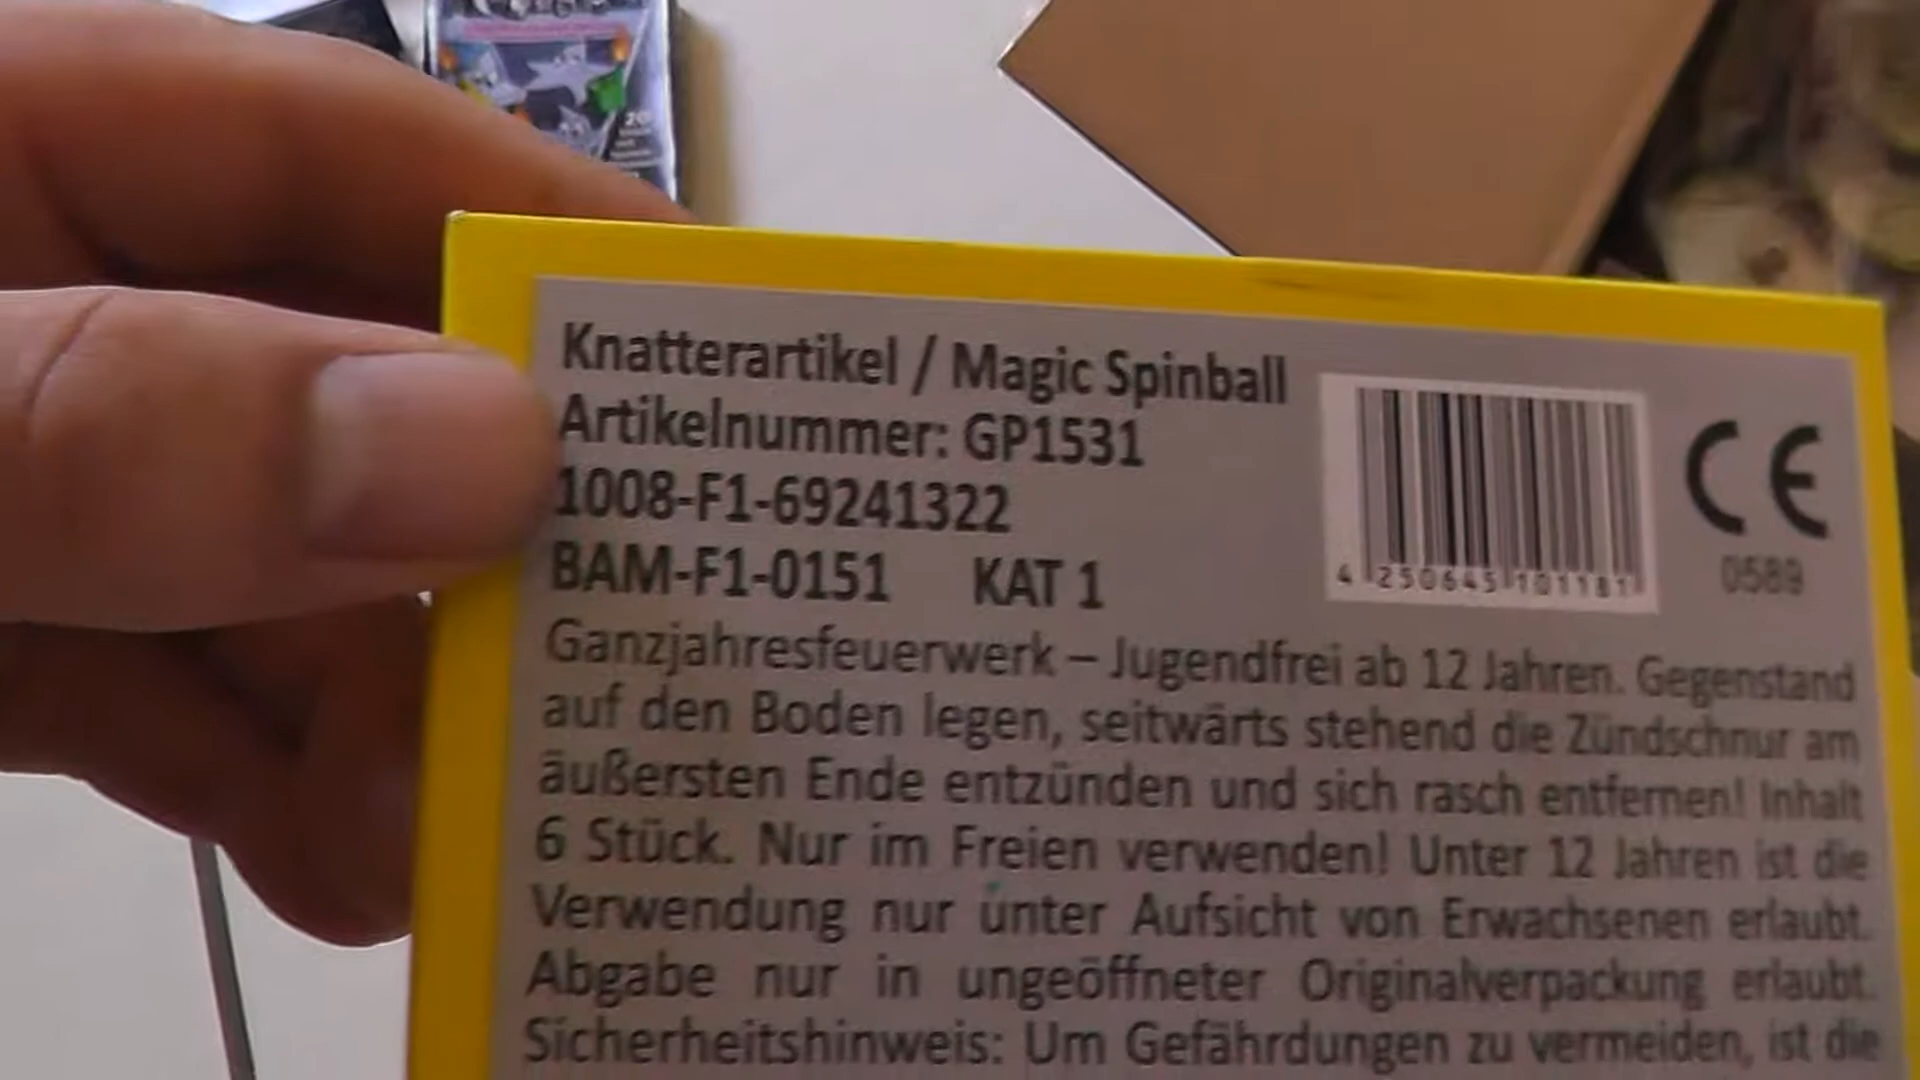 Knatterartikel / Magic Spinball
Artikelnummer: GP1531
1008-F1-69241322
BAM-F1-0151 KAT 1
4 250645 101181
CE
0589
Ganzjahresfeuerwerk – Jugendfrei ab 12 Jahren. Gegenstand
auf den Boden legen, seitwärts stehend die Zündschnur am
äußersten Ende entzünden und sich rasch entfernen! Inhalt
6 Stück. Nur im Freien verwenden! Unter 12 Jahren ist die
Verwendung nur unter Aufsicht von Erwachsenen erlaubt.
Abgabe nur in ungeöffneter Originalverpackung erlaubt.
Sicherheitshinweis: Um Gefährdungen zu vermeiden, ist die